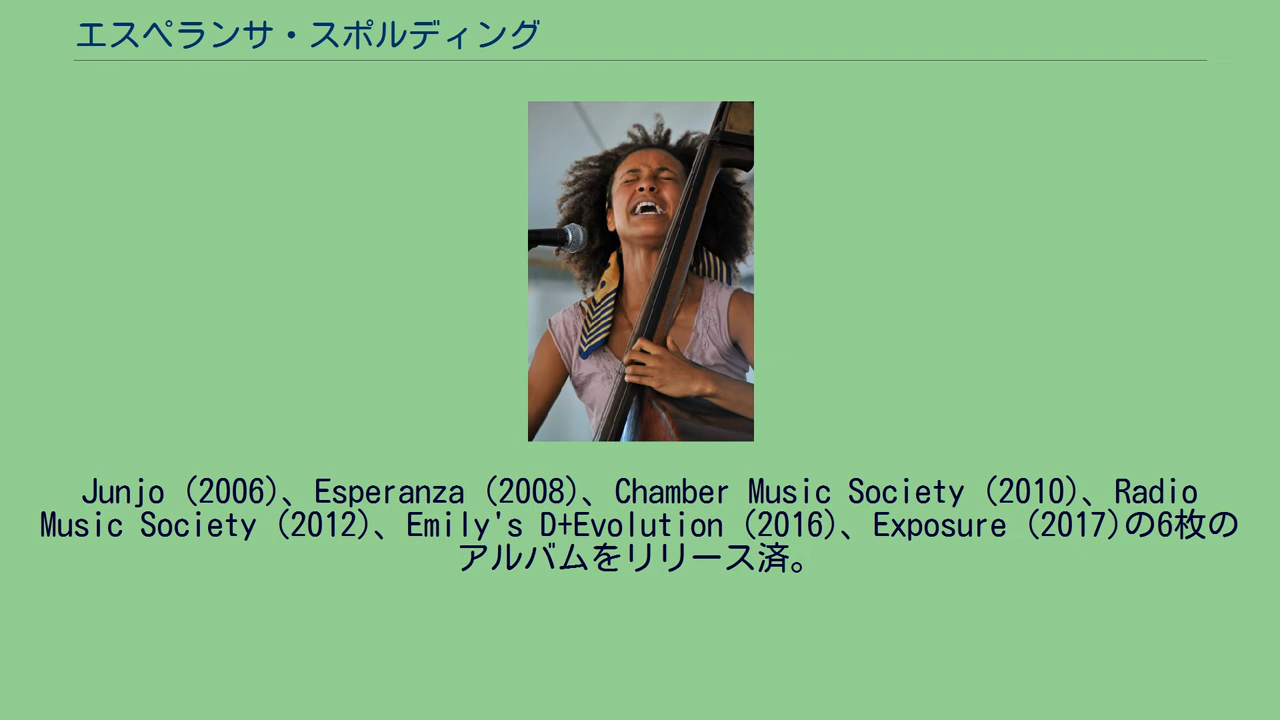 エスペランサ・スポルディング
Junjo (2006)、Esperanza (2008)、Chamber Music Society (2010)、Radio
Music Society (2012)、Emily's D+Evolution (2016)、Exposure (2017)の6枚の
アルバムをリリース済。